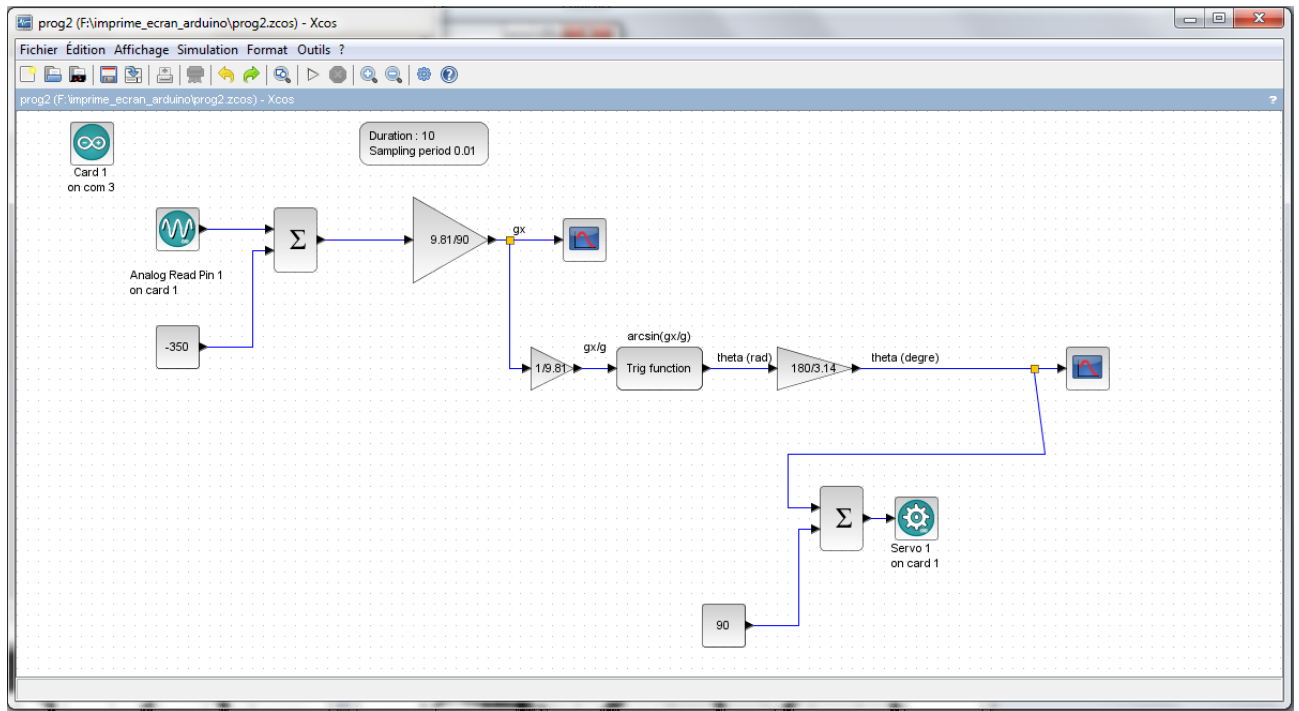 prog2 (F:\imprime_ecran_arduino\prog2.zcos) - Xcos
Fichier Édition Affichage Simulation Format Outils ?
prog2 (F:\imprime_ecran_arduino\prog2.zcos) - Xcos
?
Card 1
on com 3
Duration : 10
Sampling period 0.01
Σ
9.81/90
gx
Analog Read Pin 1
on card 1
-350
1/9.81
gx/g
arcsin(gx/g)
Trig function
theta (rad)
180/3.14
theta (degre)
Σ
Servo 1
on card 1
90